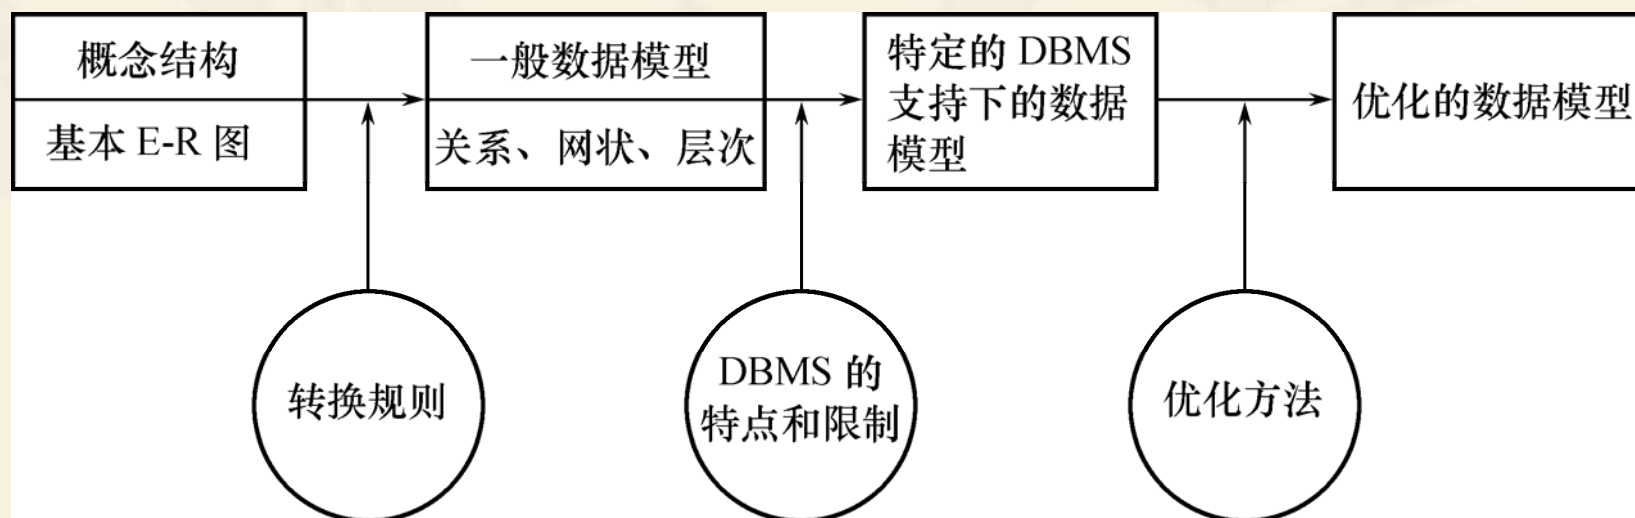 概念结构
基本 E-R 图
一般数据模型
关系、网状、层次
特定的 DBMS
支持下的数据
模型
优化的数据模型
转换规则
DBMS 的
特点和限制
优化方法